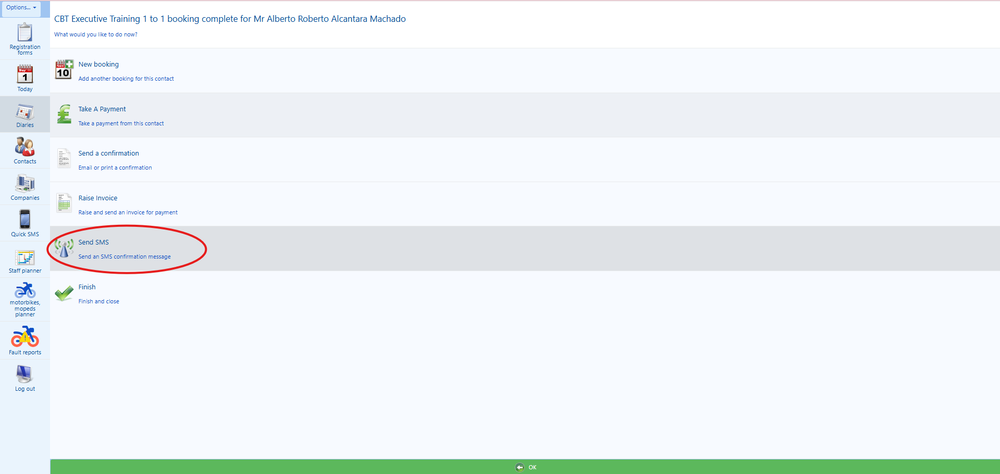 Options...
CBT Executive Training 1 to 1 booking complete for Mr Alberto Roberto Alcantara Machado
What would you like to do now?
Registration
forms
Day
1
Today
Diaries
Contacts
Companies
Quick SMS
Staff planner
motorbikes,
mopeds
planner
Fault reports
Log out
Nov
10
New booking
Add another booking for this contact
Take A Payment
Take a payment from this contact
Send a confirmation
Email or print a confirmation
Raise Invoice
Raise and send an invoice for payment
Send SMS
Send an SMS confirmation message
Finish
Finish and close
OK